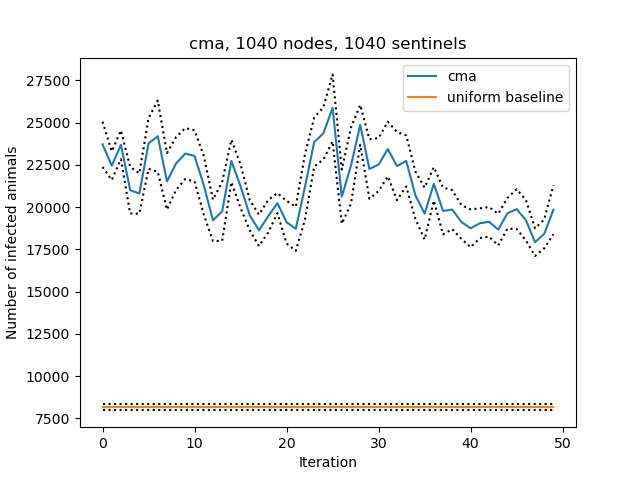 cma, 1040 nodes, 1040 sentinels
cma
uniform baseline
Number of infected animals
27500
25000
22500
20000
17500
15000
12500
10000
7500
0 10 20 30 40 50
Iteration